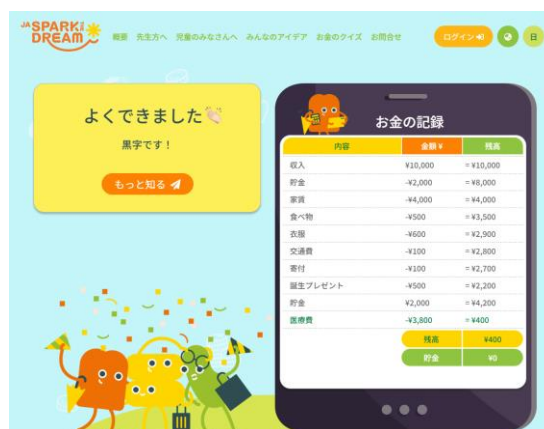 JA SPARK the DREAM
概要 先生方へ 児童のみなさんへ みんなのアイデア お金のクイズ お問合せ ログイン 日
よくできました👏🏻
黒字です！
もっと知る
お金の記録
内容 金額 ¥ 残高
収入 ¥10,000 = ¥10,000
貯金 -¥2,000 = ¥8,000
家賃 -¥4,000 = ¥4,000
食べ物 -¥500 = ¥3,500
衣服 -¥600 = ¥2,900
交通費 -¥100 = ¥2,800
寄付 -¥100 = ¥2,700
誕生プレゼント -¥500 = ¥2,200
貯金 ¥2,000 = ¥4,200
医療費 -¥3,800 = ¥400
残高 ¥400
貯金 ¥0